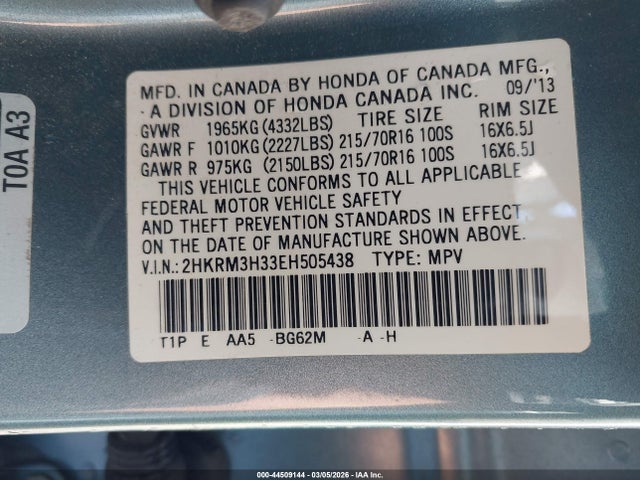 MFD. IN CANADA BY HONDA OF CANADA MFG.,
A DIVISION OF HONDA CANADA INC. 09/'13
GVWR 1965KG (4332LBS) TIRE SIZE RIM SIZE
GAWR F 1010KG (2227LBS) 215/70R16 100S 16X6.5J
GAWR R 975KG (2150LBS) 215/70R16 100S 16X6.5J
THIS VEHICLE CONFORMS TO ALL APPLICABLE
FEDERAL MOTOR VEHICLE SAFETY
AND THEFT PREVENTION STANDARDS IN EFFECT
ON THE DATE OF MANUFACTURE SHOWN ABOVE.
V.I.N.: 2HKRM3H33EH505438 TYPE: MPV
T1P E AA5 -BG62M -A -H
T0A A3
000-44509144 — 03/05/2026 - IAA Inc.